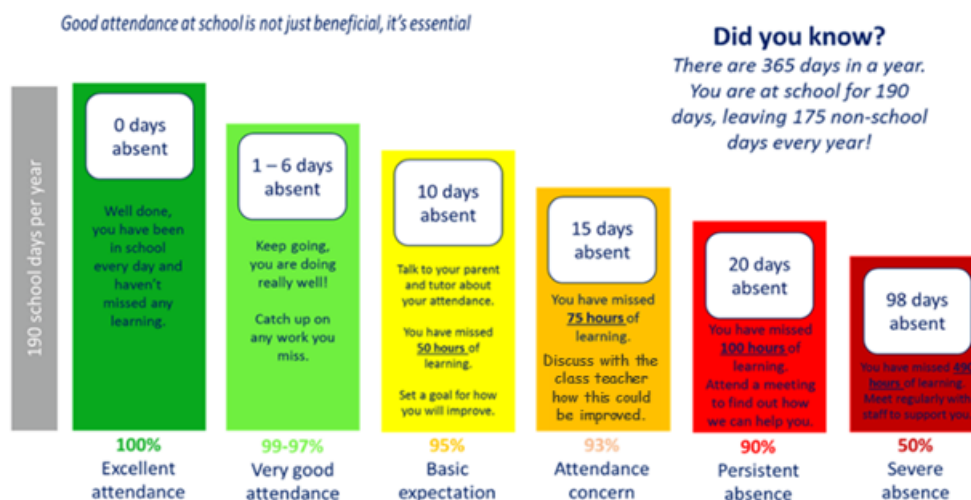 Good attendance at school is not just beneficial, it's essential
Did you know?
There are 365 days in a year.
You are at school for 190
days, leaving 175 non-school
days every year!
190 school days per year
0 days
absent
Well done,
you have been
in school
every day and
haven't
missed any
learning.
100%
Excellent
attendance
1 – 6 days
absent
Keep going,
you are doing
really well!
Catch up on
any work you
miss.
99-97%
Very good
attendance
10 days
absent
Talk to your parent
and tutor about
your attendance.
You have missed
50 hours of
learning.
Set a goal for how
you will improve.
95%
Basic
expectation
15 days
absent
You have missed
75 hours of
learning.
Discuss with the
class teacher
how this could
be improved.
93%
Attendance
concern
20 days
absent
You have missed
100 hours of
learning.
Attend a meeting
to find out how
we can help you.
90%
Persistent
absence
98 days
absent
You have missed
hours of learning.
Meet regularly with
staff to support you
50%
Severe
absence